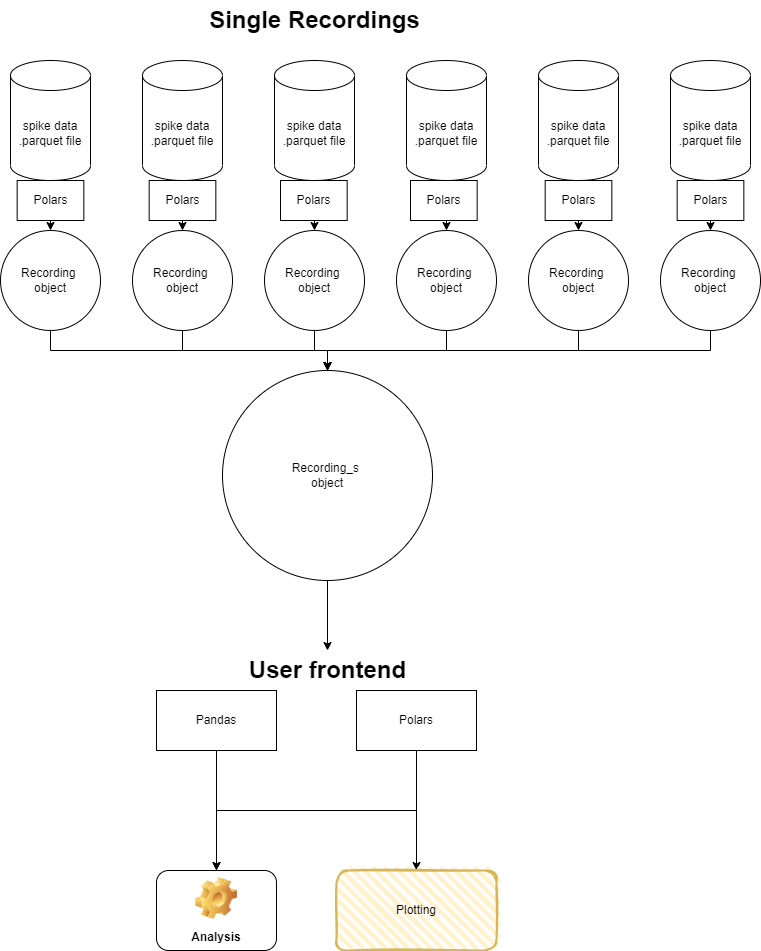 Single Recordings
spike data
.parquet file
spike data
.parquet file
spike data
.parquet file
spike data
.parquet file
spike data
.parquet file
spike data
.parquet file
Polars
Polars
Polars
Polars
Polars
Polars
Recording
object
Recording
object
Recording
object
Recording
object
Recording
object
Recording
object
Recording_s
object
User frontend
Pandas
Polars
Analysis
Plotting